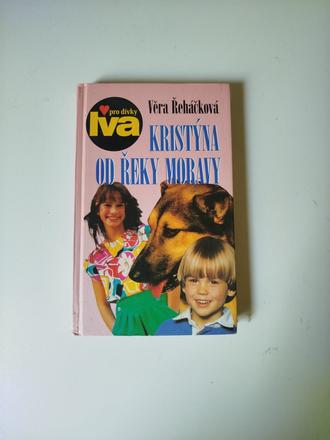 pro dívky
Iva
Věra Řeháčková
KRISTÝNA
OD ŘEKY MORAVY